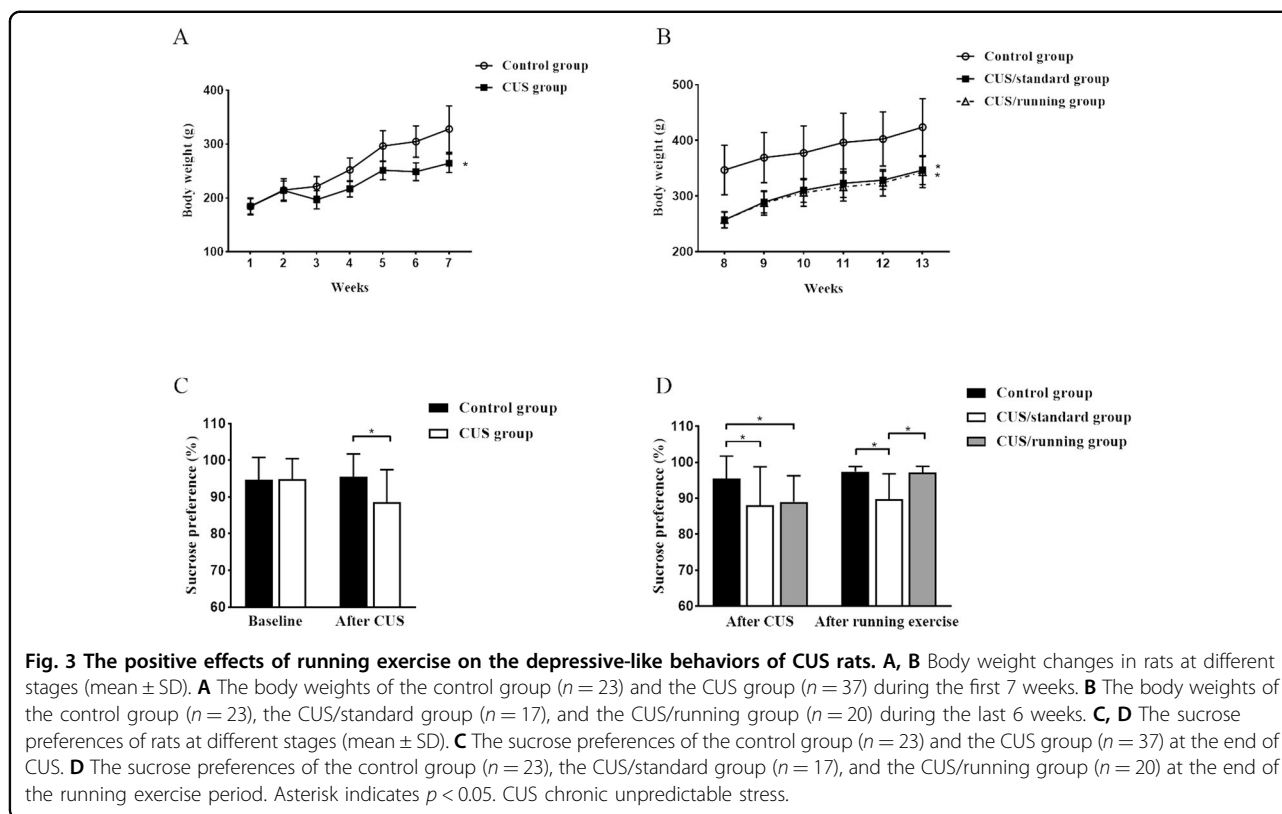 A
Control group
CUS group
Body weight (g)
400
300
200
100
*
1 2 3 4 5 6 7
Weeks
B
Control group
CUS/standard group
CUS/running group
Body weight (g)
500
400
300
200
*
*
8 9 10 11 12 13
Weeks
C
Control group
CUS group
Sucrose preference (%)
110
100
90
80
70
60
*
Baseline After CUS
D
Control group
CUS/standard group
CUS/running group
Sucrose preference (%)
110
100
90
80
70
60
*
*
*
*
After CUS After running exercise
Fig. 3 The positive effects of running exercise on the depressive-like behaviors of CUS rats. A, B Body weight changes in rats at different
stages (mean ± SD). A The body weights of the control group (n = 23) and the CUS group (n = 37) during the first 7 weeks. B The body weights of
the control group (n = 23), the CUS/standard group (n = 17), and the CUS/running group (n = 20) during the last 6 weeks. C, D The sucrose
preferences of rats at different stages (mean ± SD). C The sucrose preferences of the control group (n = 23) and the CUS group (n = 37) at the end of
CUS. D The sucrose preferences of the control group (n = 23), the CUS/standard group (n = 17), and the CUS/running group (n = 20) at the end of
the running exercise period. Asterisk indicates p < 0.05. CUS chronic unpredictable stress.